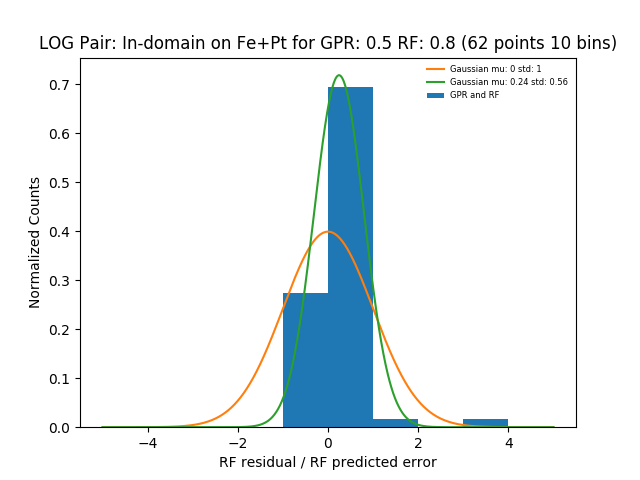 LOG Pair: In-domain on Fe+Pt for GPR: 0.5 RF: 0.8 (62 points 10 bins)
Gaussian mu: 0 std: 1
Gaussian mu: 0.24 std: 0.56
GPR and RF
Normalized Counts
0.7
0.6
0.5
0.4
0.3
0.2
0.1
0.0
−4 −2 0 2 4
RF residual / RF predicted error